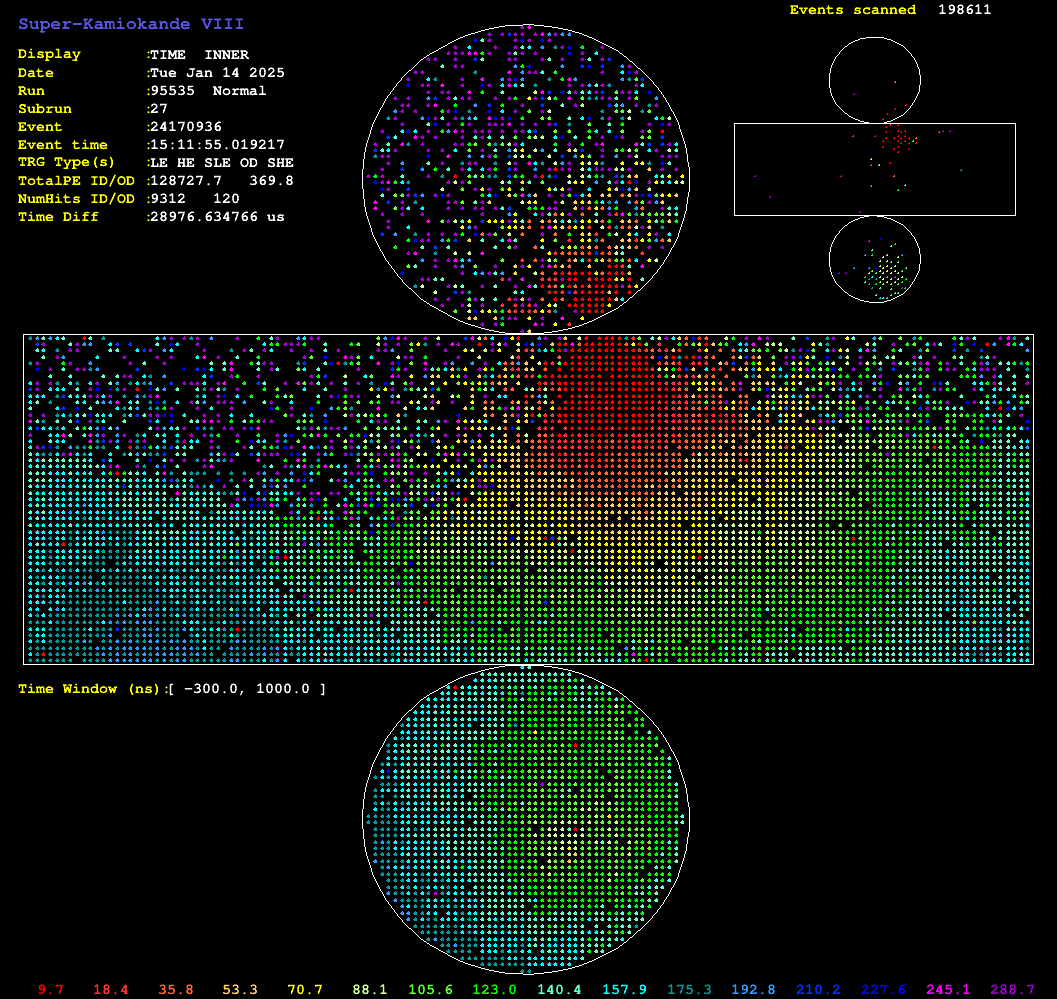 Super-Kamiokande VIII
Events scanned 198611
Display :TIME INNER
Date :Tue Jan 14 2025
Run :95535 Normal
Subrun :27
Event :24170936
Event time :15:11:55.019217
TRG Type(s) :LE HE SLE OD SHE
TotalPE ID/OD :128727.7 369.8
NumHits ID/OD :9312 120
Time Diff :28976.634766 us
Time Window (ns):[ -300.0, 1000.0 ]
9.7 18.4 35.8 53.3 70.7 88.1 105.6 123.0 140.4 157.9 175.3 192.8 210.2 227.6 245.1 288.7